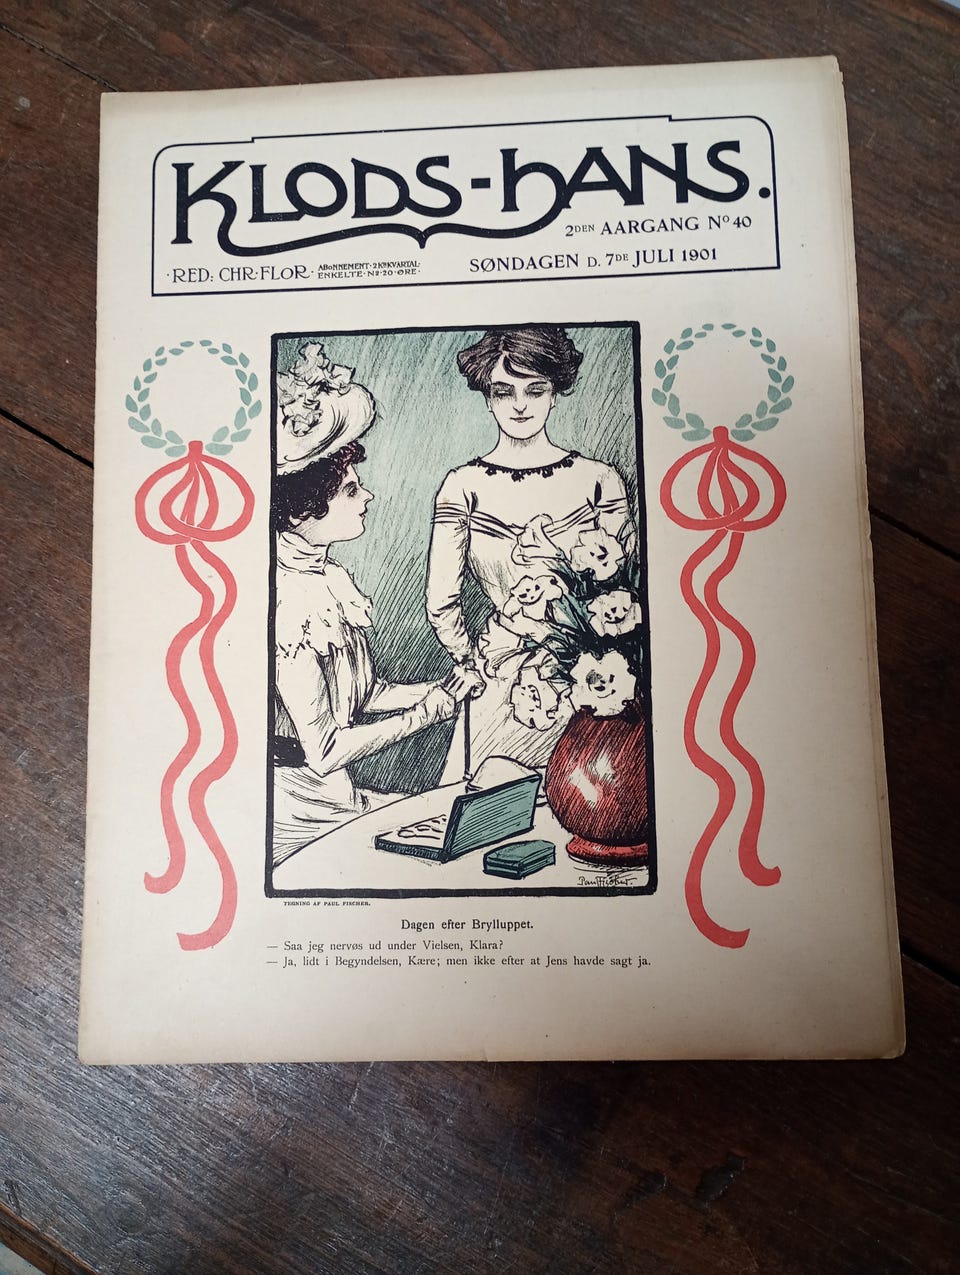 KLODS-HANS.
2DEN AARGANG No 40
RED: CHR·FLOR· ABONNEMENT·2 KR KVARTAL· SØNDAGEN D. 7DE JULI 1901
ENKELTE·NR·20·ØRE·
Paul Fischer.
TEGNING AF PAUL FISCHER.
Dagen efter Brylluppet.
— Saa jeg nervøs ud under Vielsen, Klara?
— Ja, lidt i Begyndelsen, Kære; men ikke efter at Jens havde sagt ja.